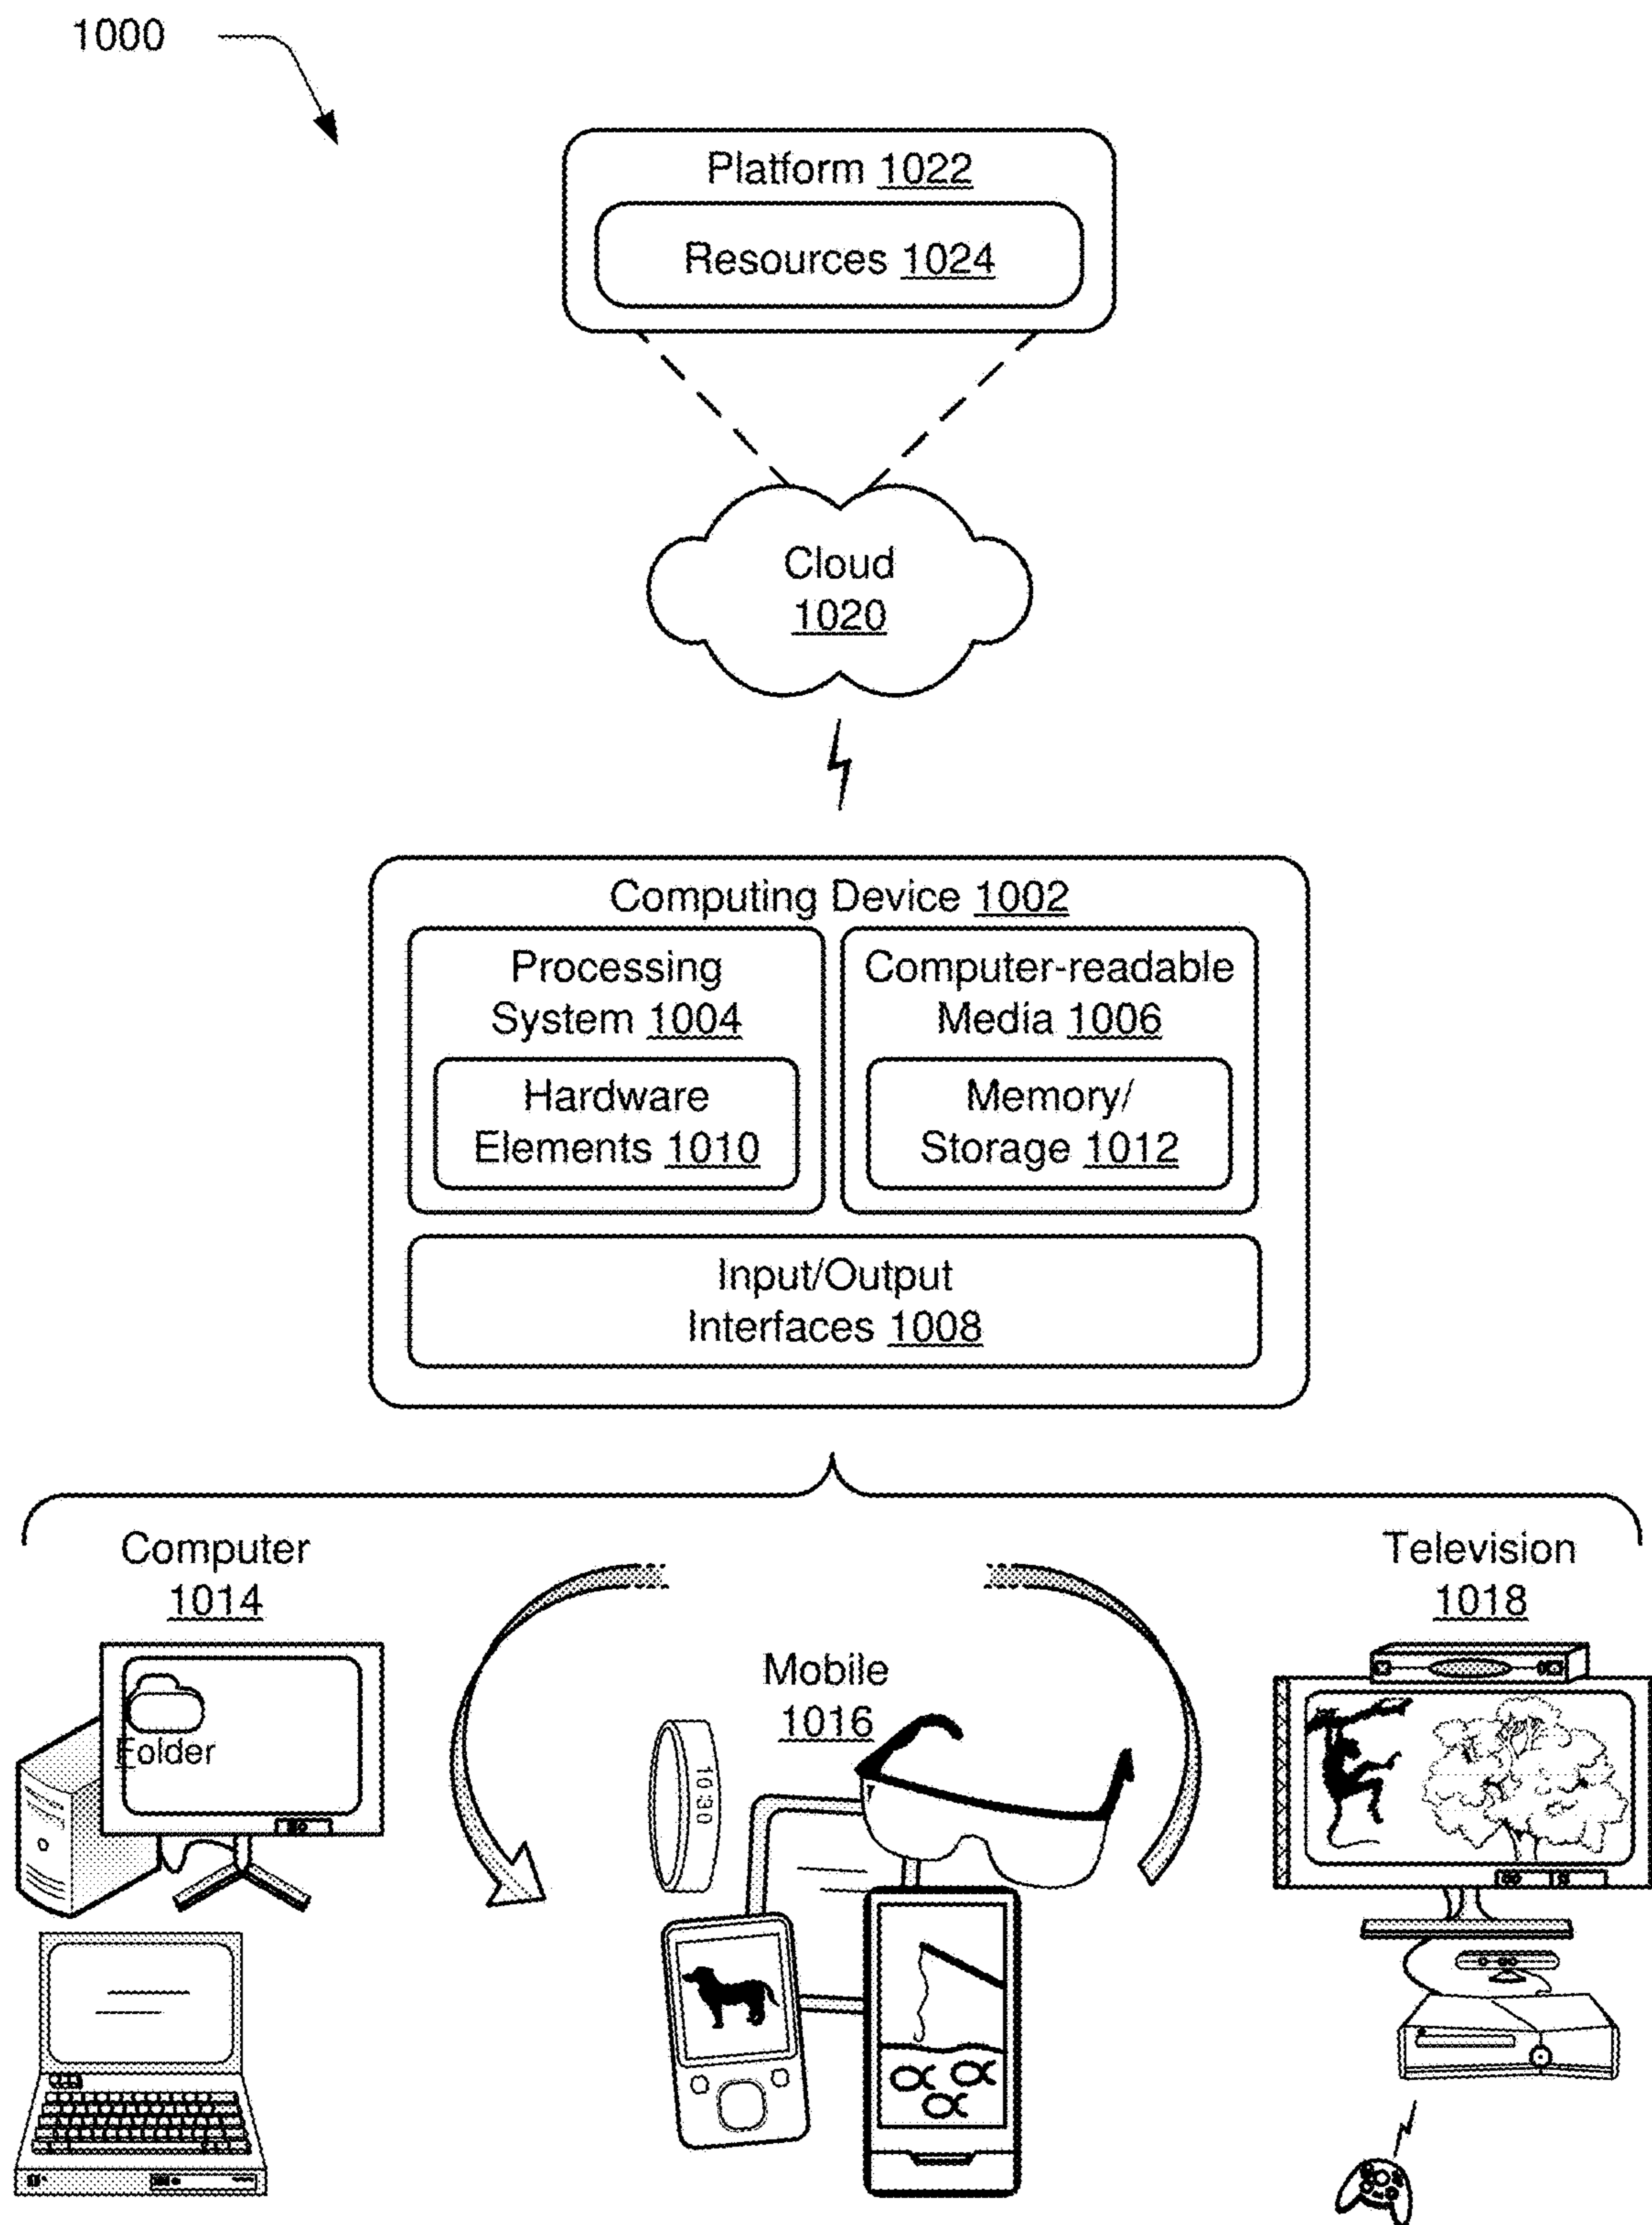 1000
Platform 1022
Resources 1024
Cloud
1020
Computing Device 1002
Processing
System 1004
Hardware
Elements 1010
Computer-readable
Media 1006
Memory/
Storage 1012
Input/Output
Interfaces 1008
Computer
1014
Folder
Mobile
1016
10:30
Television
1018